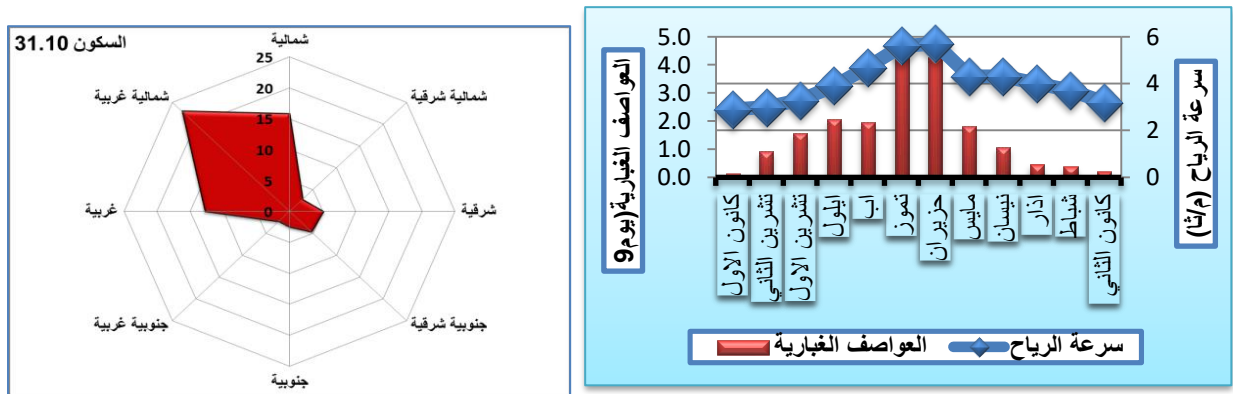 السكون 31.10
شمالية
شمالية شرقية
شرقية
جنوبية شرقية
جنوبية
جنوبية غربية
غربية
شمالية غربية
25
20
15
10
5
0
العواصف الغبارية(يوم9
5.0
4.0
3.0
2.0
1.0
0.0
6
4
2
0
سرعة الرياح (م/ثا)
كانون الاول
تشرين الثاني
تشرين الاول
ايلول
اب
تموز
حزيران
مايس
نيسان
اذار
شباط
كانون الثاني
العواصف الغبارية
سرعة الرياح